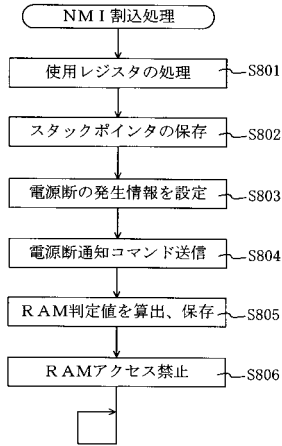 NMI割込処理
使用レジスタの処理
S801
スタックポインタの保存
S802
電源断の発生情報を設定
S803
電源断通知コマンド送信
S804
RAM判定値を算出、保存
S805
RAMアクセス禁止
S806